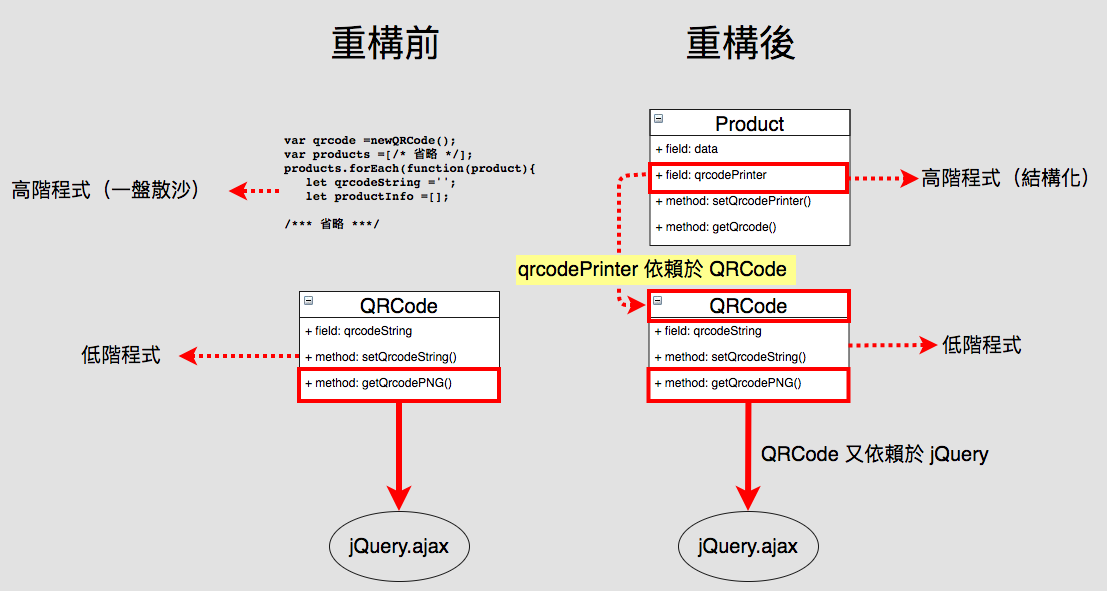 重構前
重構後
var qrcode =newQRCode();
var products =[/* 省略 */];
products.forEach(function(product){
let qrcodeString ='';
let productInfo =[];
/*** 省略 ***/
高階程式（一盤散沙）
QRCode
+ field: qrcodeString
+ method: setQrcodeString()
+ method: getQrcodePNG()
低階程式
jQuery.ajax
Product
+ field: data
+ field: qrcodePrinter
+ method: setQrcodePrinter()
+ method: getQrcode()
高階程式（結構化）
qrcodePrinter 依賴於 QRCode
QRCode
+ field: qrcodeString
+ method: setQrcodeString()
+ method: getQrcodePNG()
低階程式
QRCode 又依賴於 jQuery
jQuery.ajax